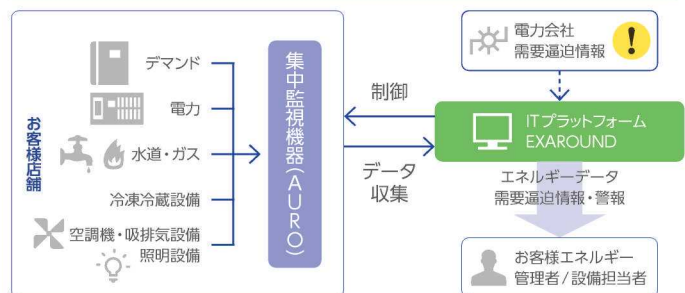 お客様店舗
デマンド
電力
水道・ガス
冷凍冷蔵設備
空調機・吸排気設備
照明設備
集中監視機器(AURO)
制御
データ
収集
電力会社
需要逼迫情報
!
ITプラットフォーム
EXAROUND
エネルギーデータ
需要逼迫情報・警報
お客様エネルギー
管理者/設備担当者